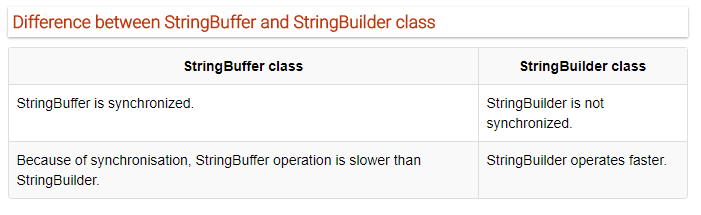 Difference between StringBuffer and StringBuilder class
StringBuffer class
StringBuilder class
StringBuffer is synchronized.
StringBuilder is not
synchronized.
Because of synchronisation, StringBuffer operation is slower than
StringBuilder.
StringBuilder operates faster.